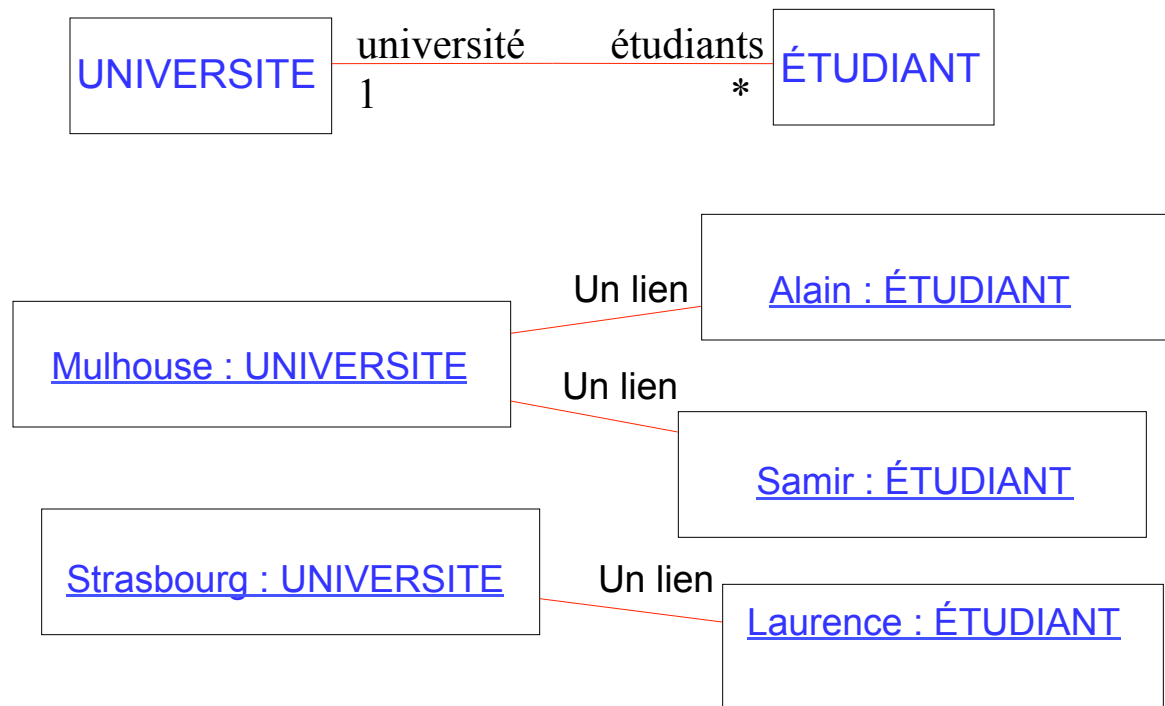 UNIVERSITE
université
étudiants
1
*
ÉTUDIANT
Un lien
Alain : ÉTUDIANT
Mulhouse : UNIVERSITE
Un lien
Samir : ÉTUDIANT
Strasbourg : UNIVERSITE
Un lien
Laurence : ÉTUDIANT